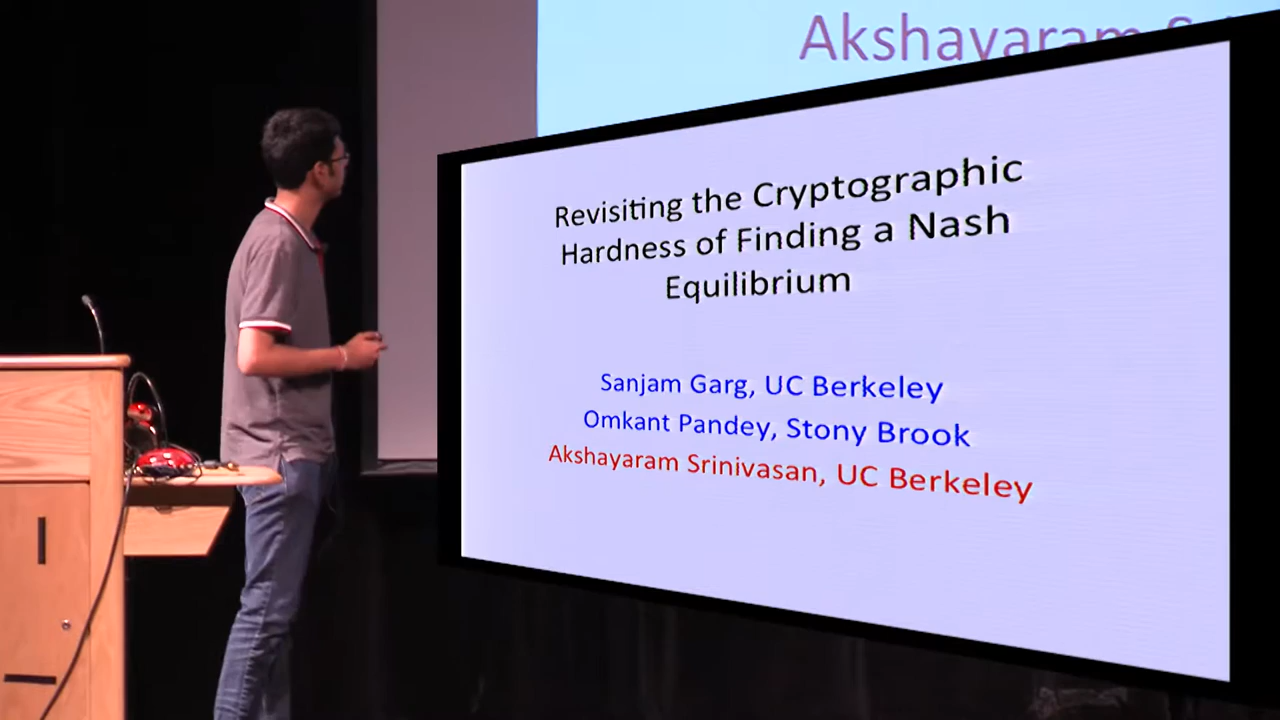 Akshayaram
Revisiting the Cryptographic
Hardness of Finding a Nash
Equilibrium
Sanjam Garg, UC Berkeley
Omkant Pandey, Stony Brook
Akshayaram Srinivasan, UC Berkeley